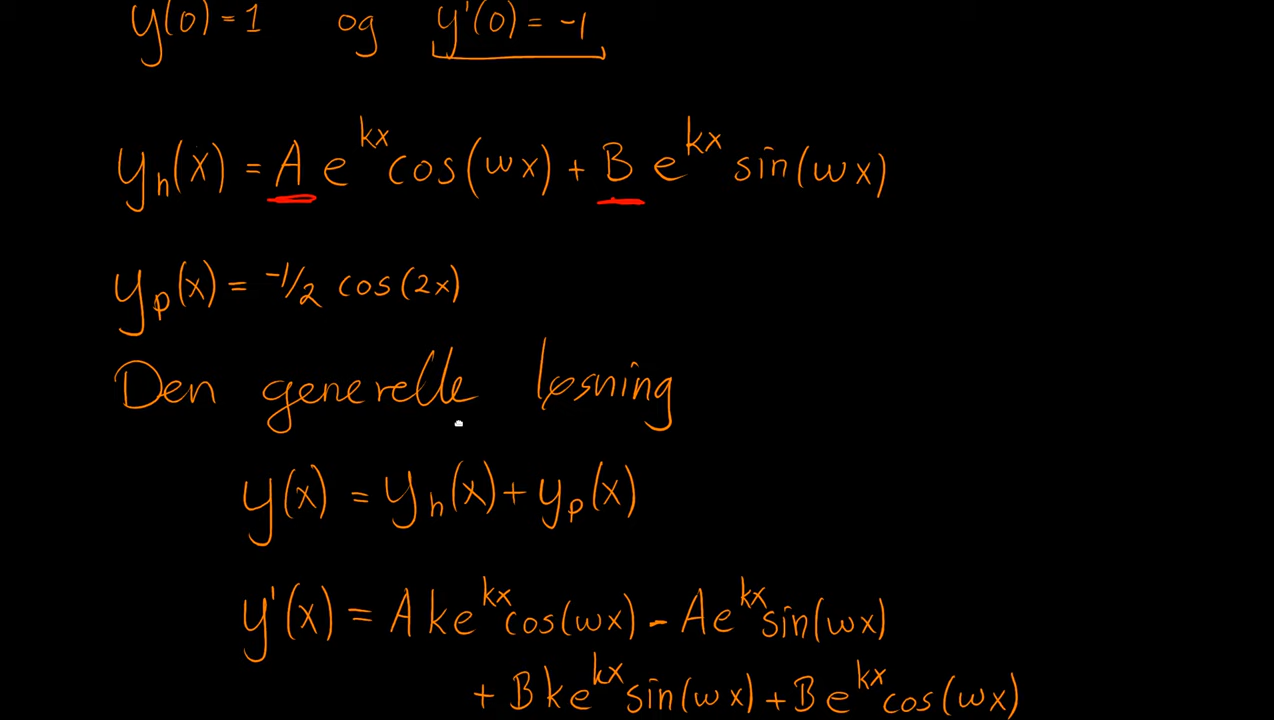 y(0) = 1 og y'(0) = -1
y_h(x) = A e^{kx} cos(wx) + B e^{kx} sin(wx)
y_p(x) = -1/2 cos(2x)
Den generelle løsning
y(x) = y_h(x) + y_p(x)
y'(x) = A k e^{kx} cos(wx) - A e^{kx} sin(wx)
+ B k e^{kx} sin(wx) + B e^{kx} cos(wx)